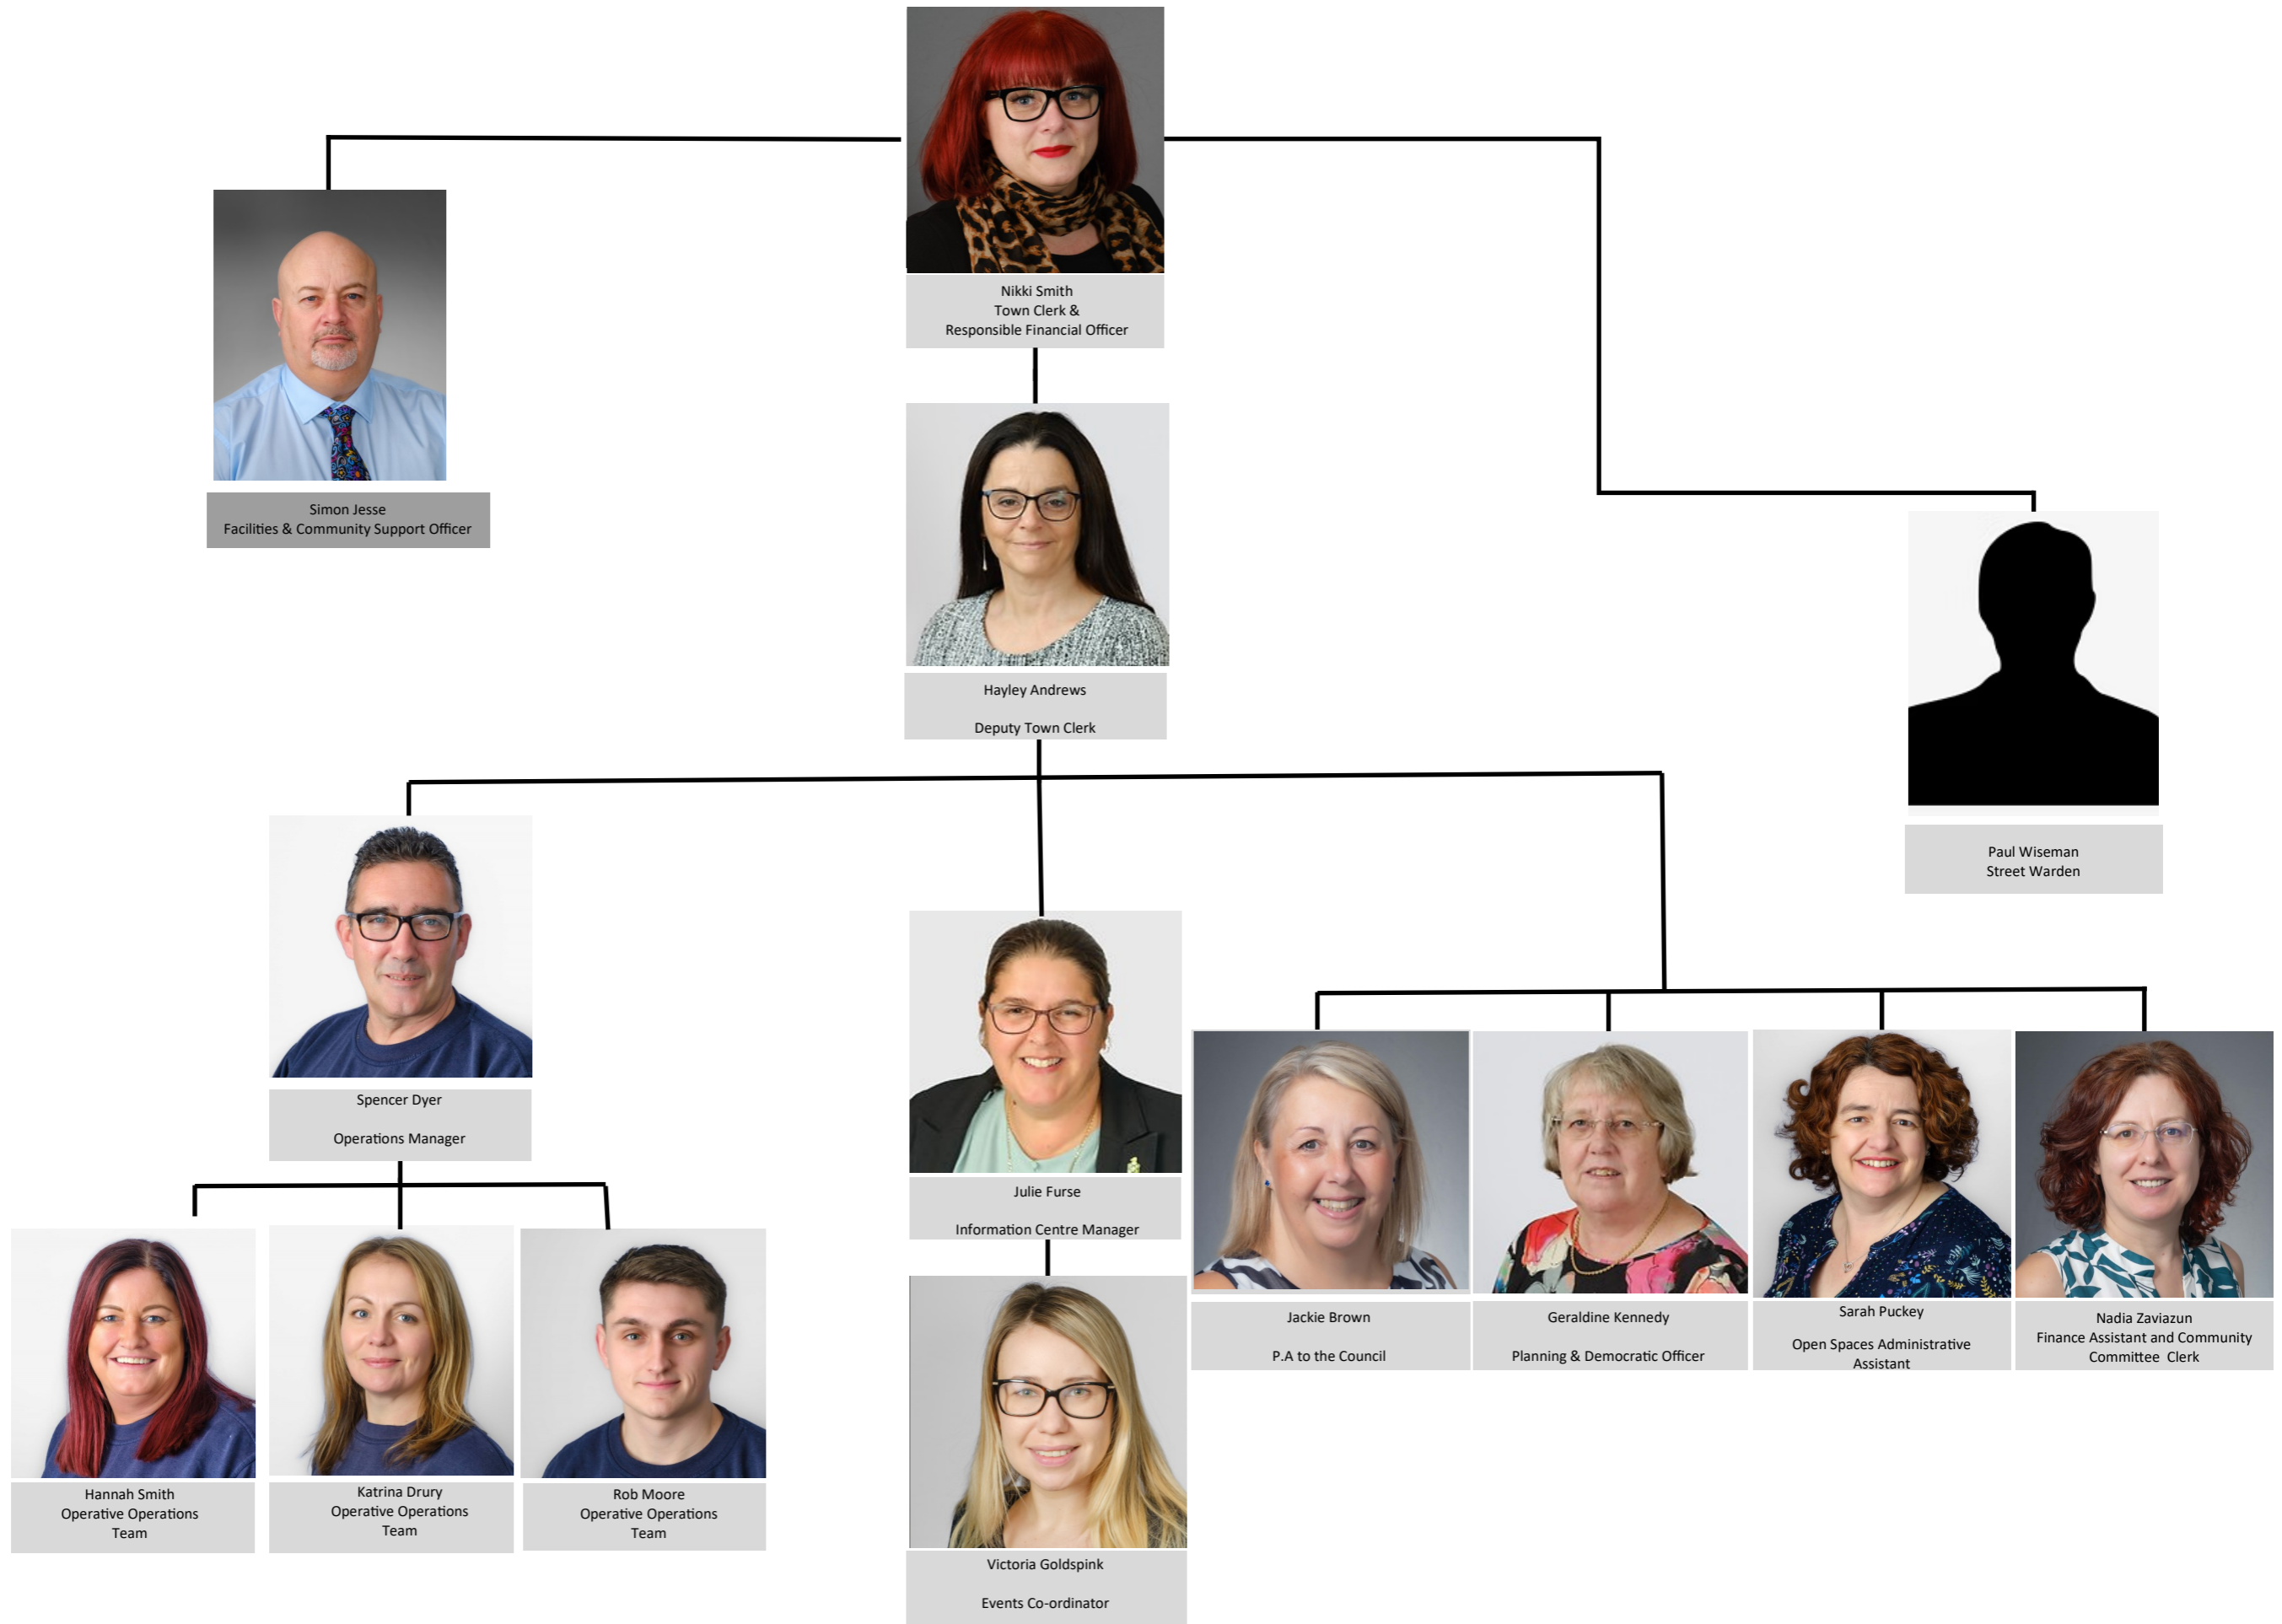 Nikki Smith
Town Clerk &
Responsible Financial Officer
Simon Jesse
Facilities & Community Support Officer
Hayley Andrews
Deputy Town Clerk
Paul Wiseman
Street Warden
Spencer Dyer
Operations Manager
Julie Furse
Information Centre Manager
Jackie Brown
P.A to the Council
Geraldine Kennedy
Planning & Democratic Officer
Sarah Puckey
Open Spaces Administrative
Assistant
Nadia Zaviazun
Finance Assistant and Community
Committee Clerk
Hannah Smith
Operative Operations
Team
Katrina Drury
Operative Operations
Team
Rob Moore
Operative Operations
Team
Victoria Goldspink
Events Co-ordinator